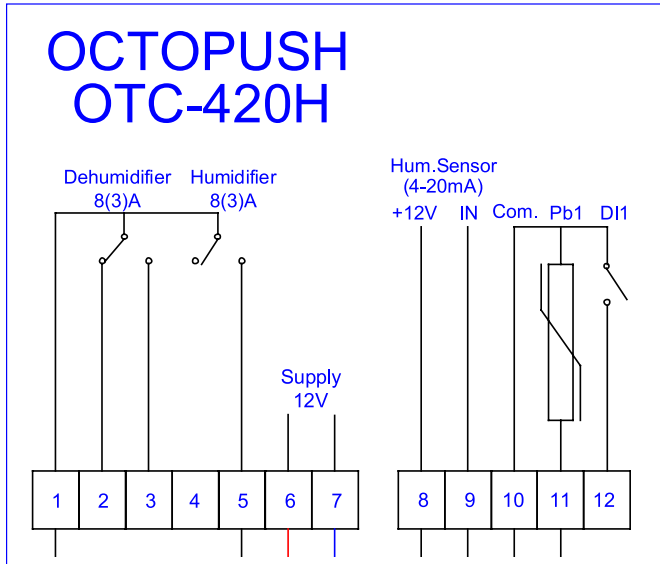 OCTOPUSH
OTC-420H
Dehumidifier
8(3)A
Humidifier
8(3)A
Hum.Sensor
(4-20mA)
+12V IN Com. Pb1 DI1
Supply
12V
1 2 3 4 5 6 7
8 9 10 11 12